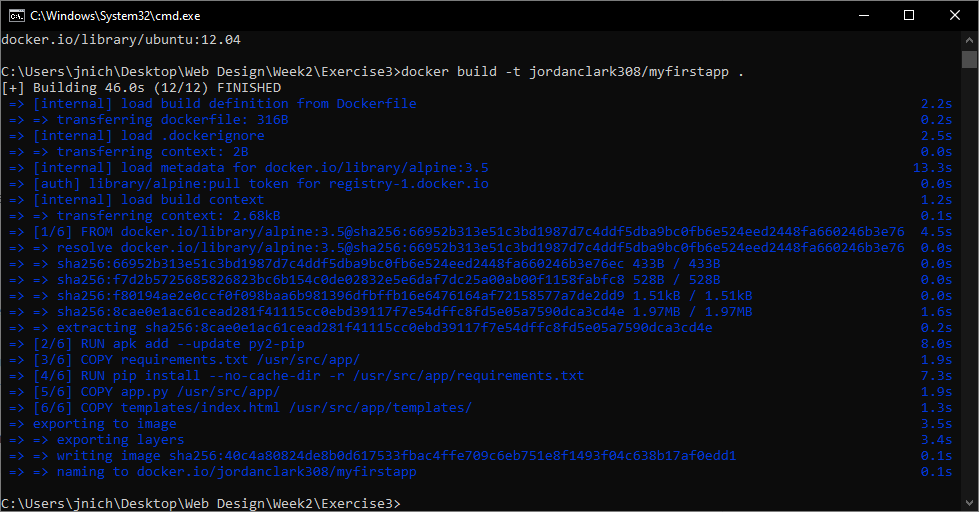 C:\Windows\System32\cmd.exe
docker.io/library/ubuntu:12.04
C:\Users\jnich\Desktop\Web Design\Week2\Exercise3>docker build -t jordanclark308/myfirstapp .
[+] Building 46.0s (12/12) FINISHED
=> [internal] load build definition from Dockerfile 2.2s
=> => transferring dockerfile: 316B 0.2s
=> [internal] load .dockerignore 2.5s
=> => transferring context: 2B 0.0s
=> [internal] load metadata for docker.io/library/alpine:3.5 13.3s
=> [auth] library/alpine:pull token for registry-1.docker.io 0.0s
=> [internal] load build context 1.2s
=> => transferring context: 2.68kB 0.1s
=> [1/6] FROM docker.io/library/alpine:3.5@sha256:66952b313e51c3bd1987d7c4ddf5dba9bc0fb6e524eed2448fa660246b3e76 4.5s
=> => resolve docker.io/library/alpine:3.5@sha256:66952b313e51c3bd1987d7c4ddf5dba9bc0fb6e524eed2448fa660246b3e76 0.0s
=> => sha256:66952b313e51c3bd1987d7c4ddf5dba9bc0fb6e524eed2448fa660246b3e76ec 433B / 433B 0.0s
=> => sha256:f7d2b5725685826823bc6b154c0de02832e5e6daf7dc25a00ab00f1158fabfc8 528B / 528B 0.0s
=> => sha256:f80194ae2e0ccf0f098baa6b981396dfbffb16e6476164af72158577a7de2dd9 1.51kB / 1.51kB 0.0s
=> => sha256:8cae0e1ac61cead281f41115cc0ebd39117f7e54dffc8fd5e05a7590dca3cd4e 1.97MB / 1.97MB 1.6s
=> => extracting sha256:8cae0e1ac61cead281f41115cc0ebd39117f7e54dffc8fd5e05a7590dca3cd4e 0.2s
=> [2/6] RUN apk add --update py2-pip 8.0s
=> [3/6] COPY requirements.txt /usr/src/app/ 1.9s
=> [4/6] RUN pip install --no-cache-dir -r /usr/src/app/requirements.txt 7.3s
=> [5/6] COPY app.py /usr/src/app/ 1.9s
=> [6/6] COPY templates/index.html /usr/src/app/templates/ 1.3s
=> exporting to image 3.5s
=> => exporting layers 3.4s
=> => writing image sha256:40c4a80824de8b0d617533fbac4ffe709c6eb751e8f1493f04c638b17af0edd1 0.1s
=> => naming to docker.io/jordanclark308/myfirstapp 0.1s
C:\Users\jnich\Desktop\Web Design\Week2\Exercise3>